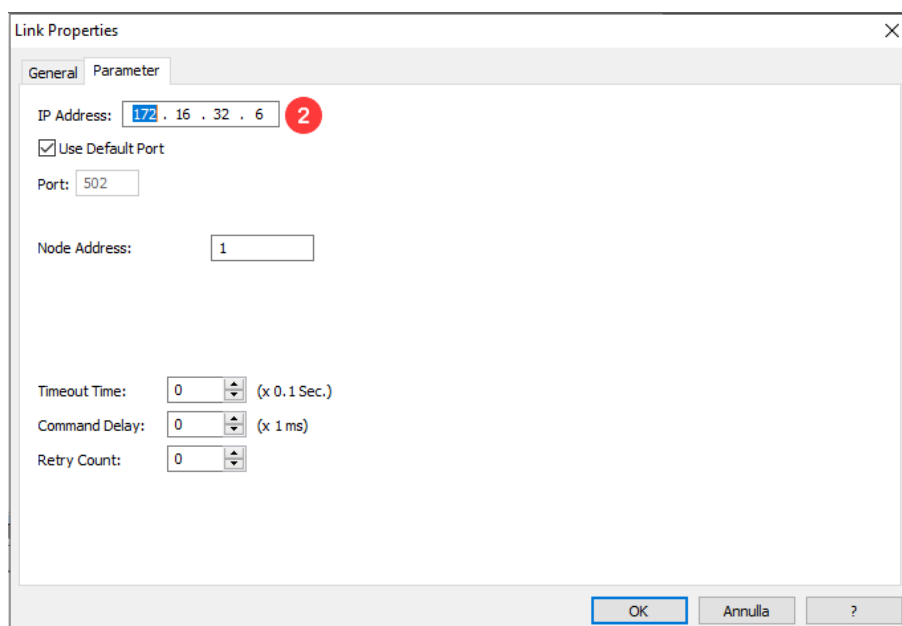 Link Properties
General Parameter
IP Address: 172 . 16 . 32 . 6 2
Use Default Port
Port: 502
Node Address: 1
Timeout Time: 0 (x 0.1 Sec.)
Command Delay: 0 (x 1 ms)
Retry Count: 0
OK Annulla ?